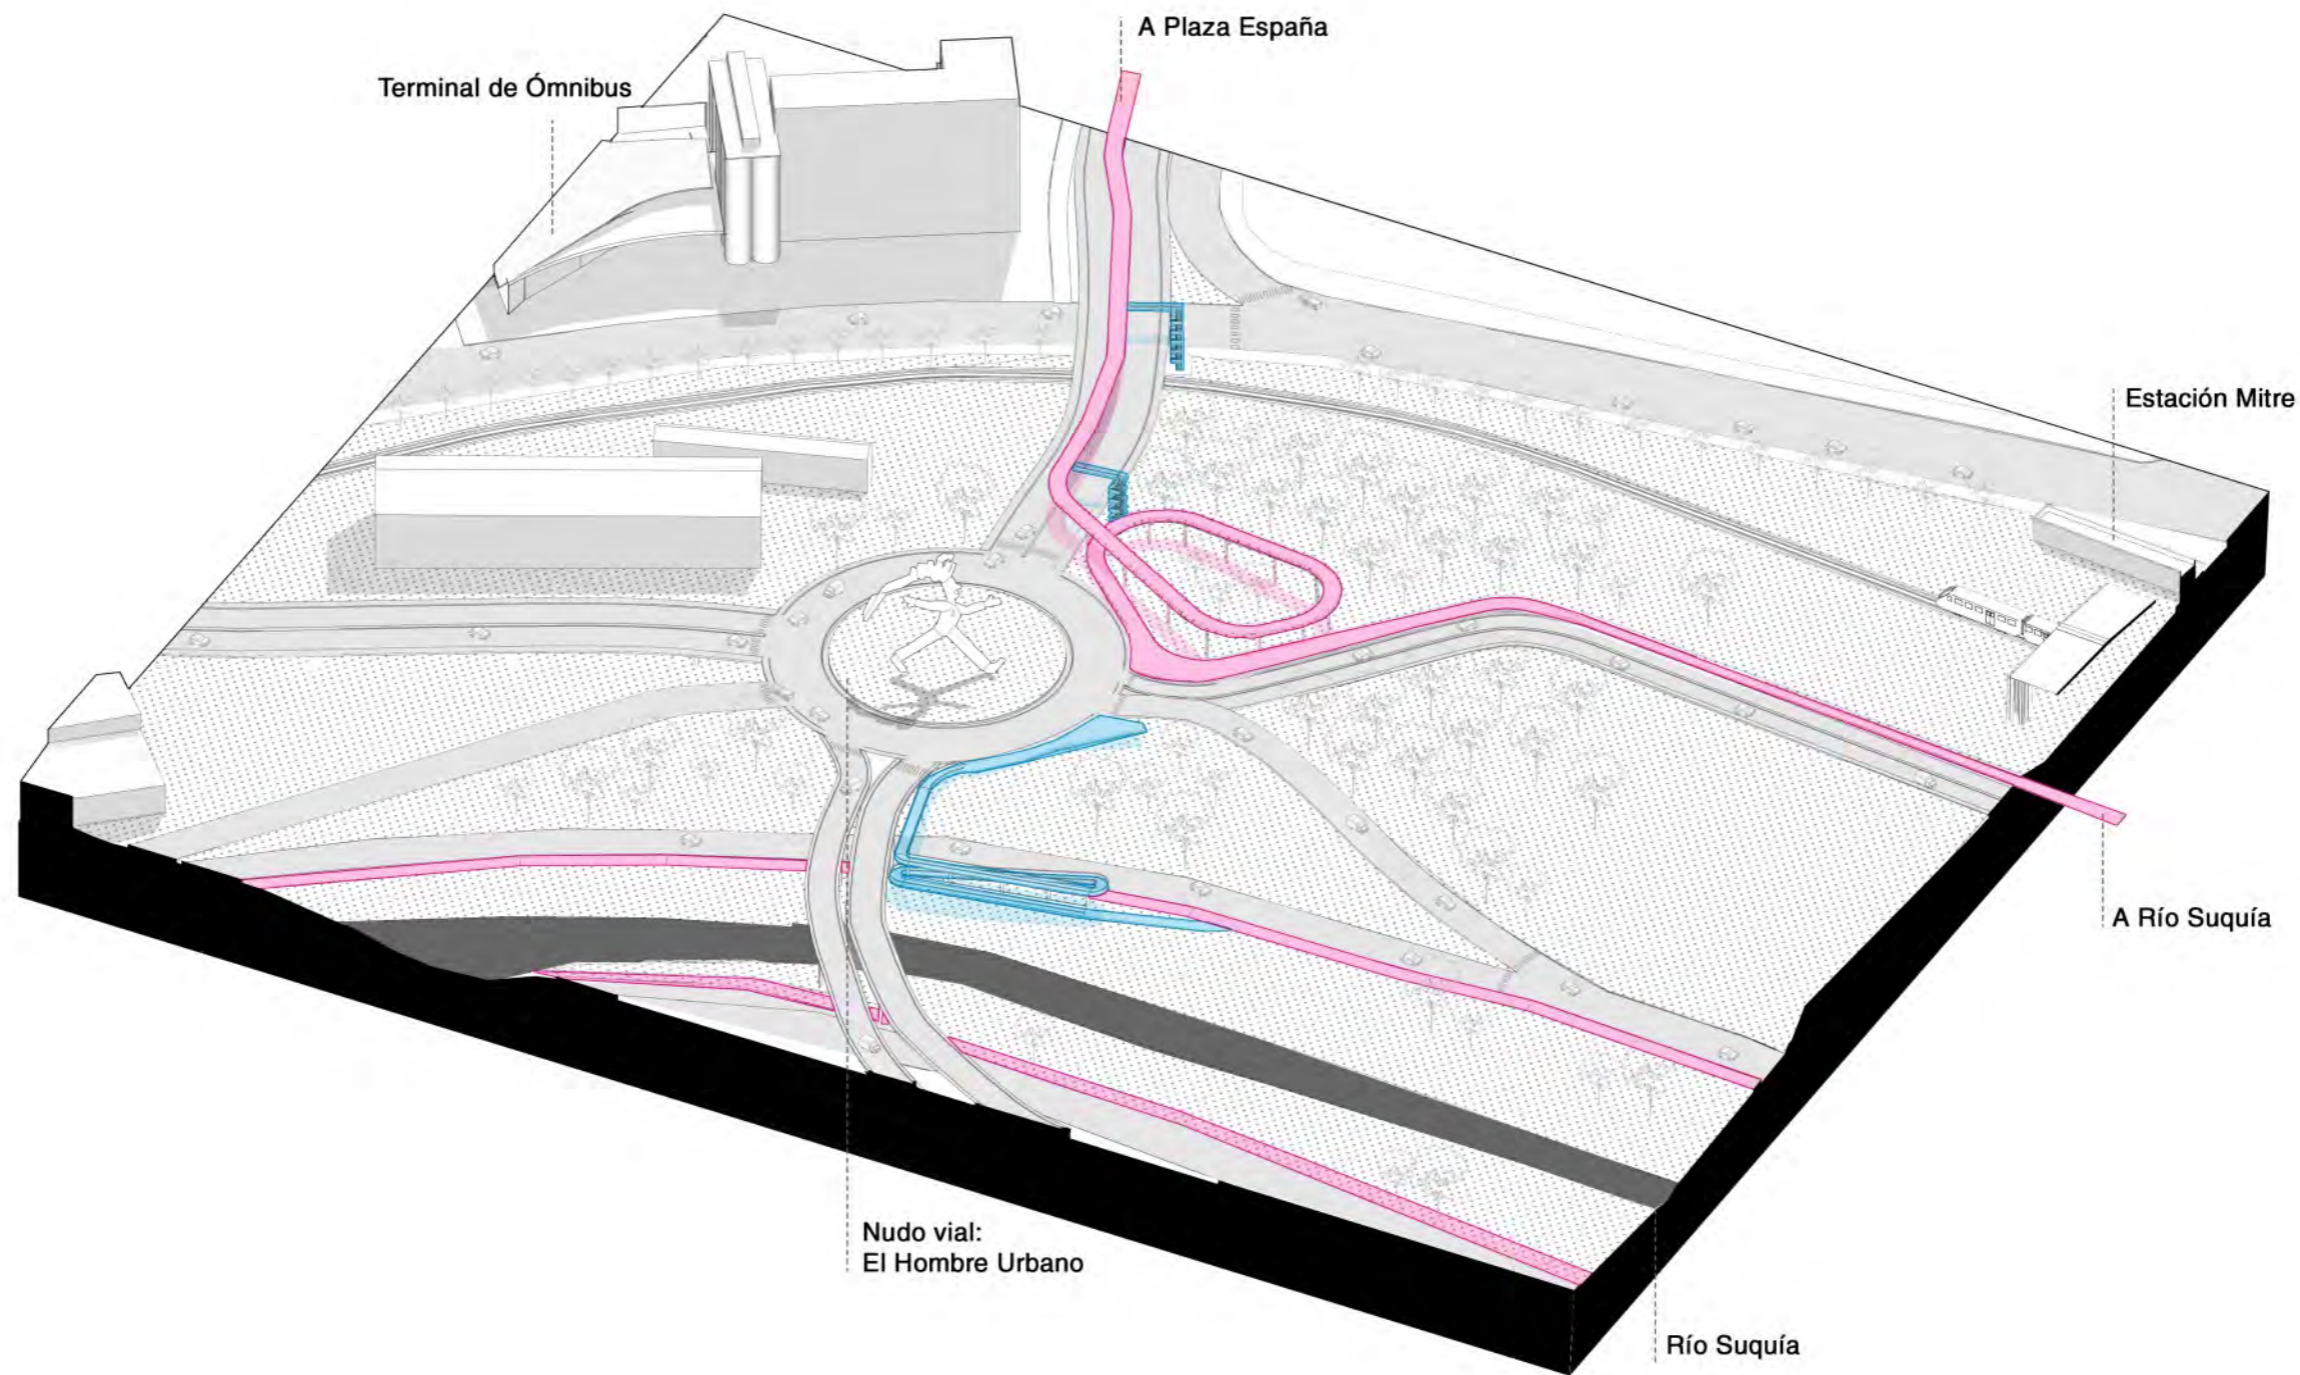 A Plaza España
Terminal de Ómnibus
Estación Mitre
A Río Suquía
Nudo vial:
El Hombre Urbano
Río Suquía